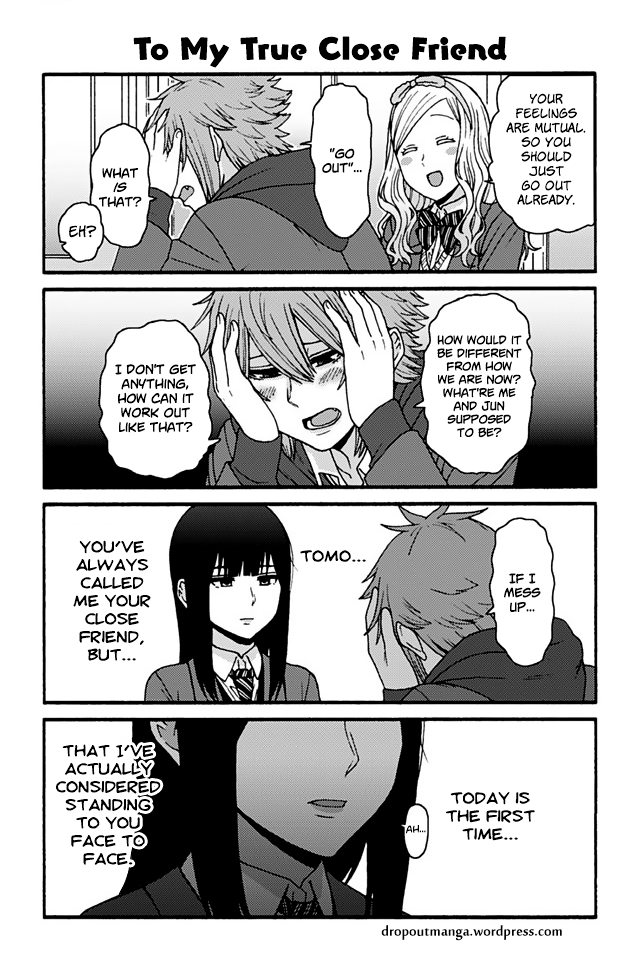 To My True Close Friend
YOUR
FEELINGS
ARE MUTUAL.
SO YOU
SHOULD
JUST
GO OUT
ALREADY.
"GO
OUT"...
WHAT
IS
THAT?
EH?
HOW WOULD IT
BE DIFFERENT
FROM HOW
WE ARE NOW?
WHAT'RE ME
AND JUN
SUPPOSED
TO BE?
I DON'T GET
ANYTHING,
HOW CAN IT
WORK OUT
LIKE THAT?
IF I
MESS
UP...
TOMO...
YOU'VE
ALWAYS
CALLED
ME YOUR
CLOSE
FRIEND,
BUT...
TODAY IS
THE FIRST
TIME...
AH...
THAT I'VE
ACTUALLY
CONSIDERED
STANDING
TO YOU
FACE TO
FACE.
dropoutmanga.wordpress.com